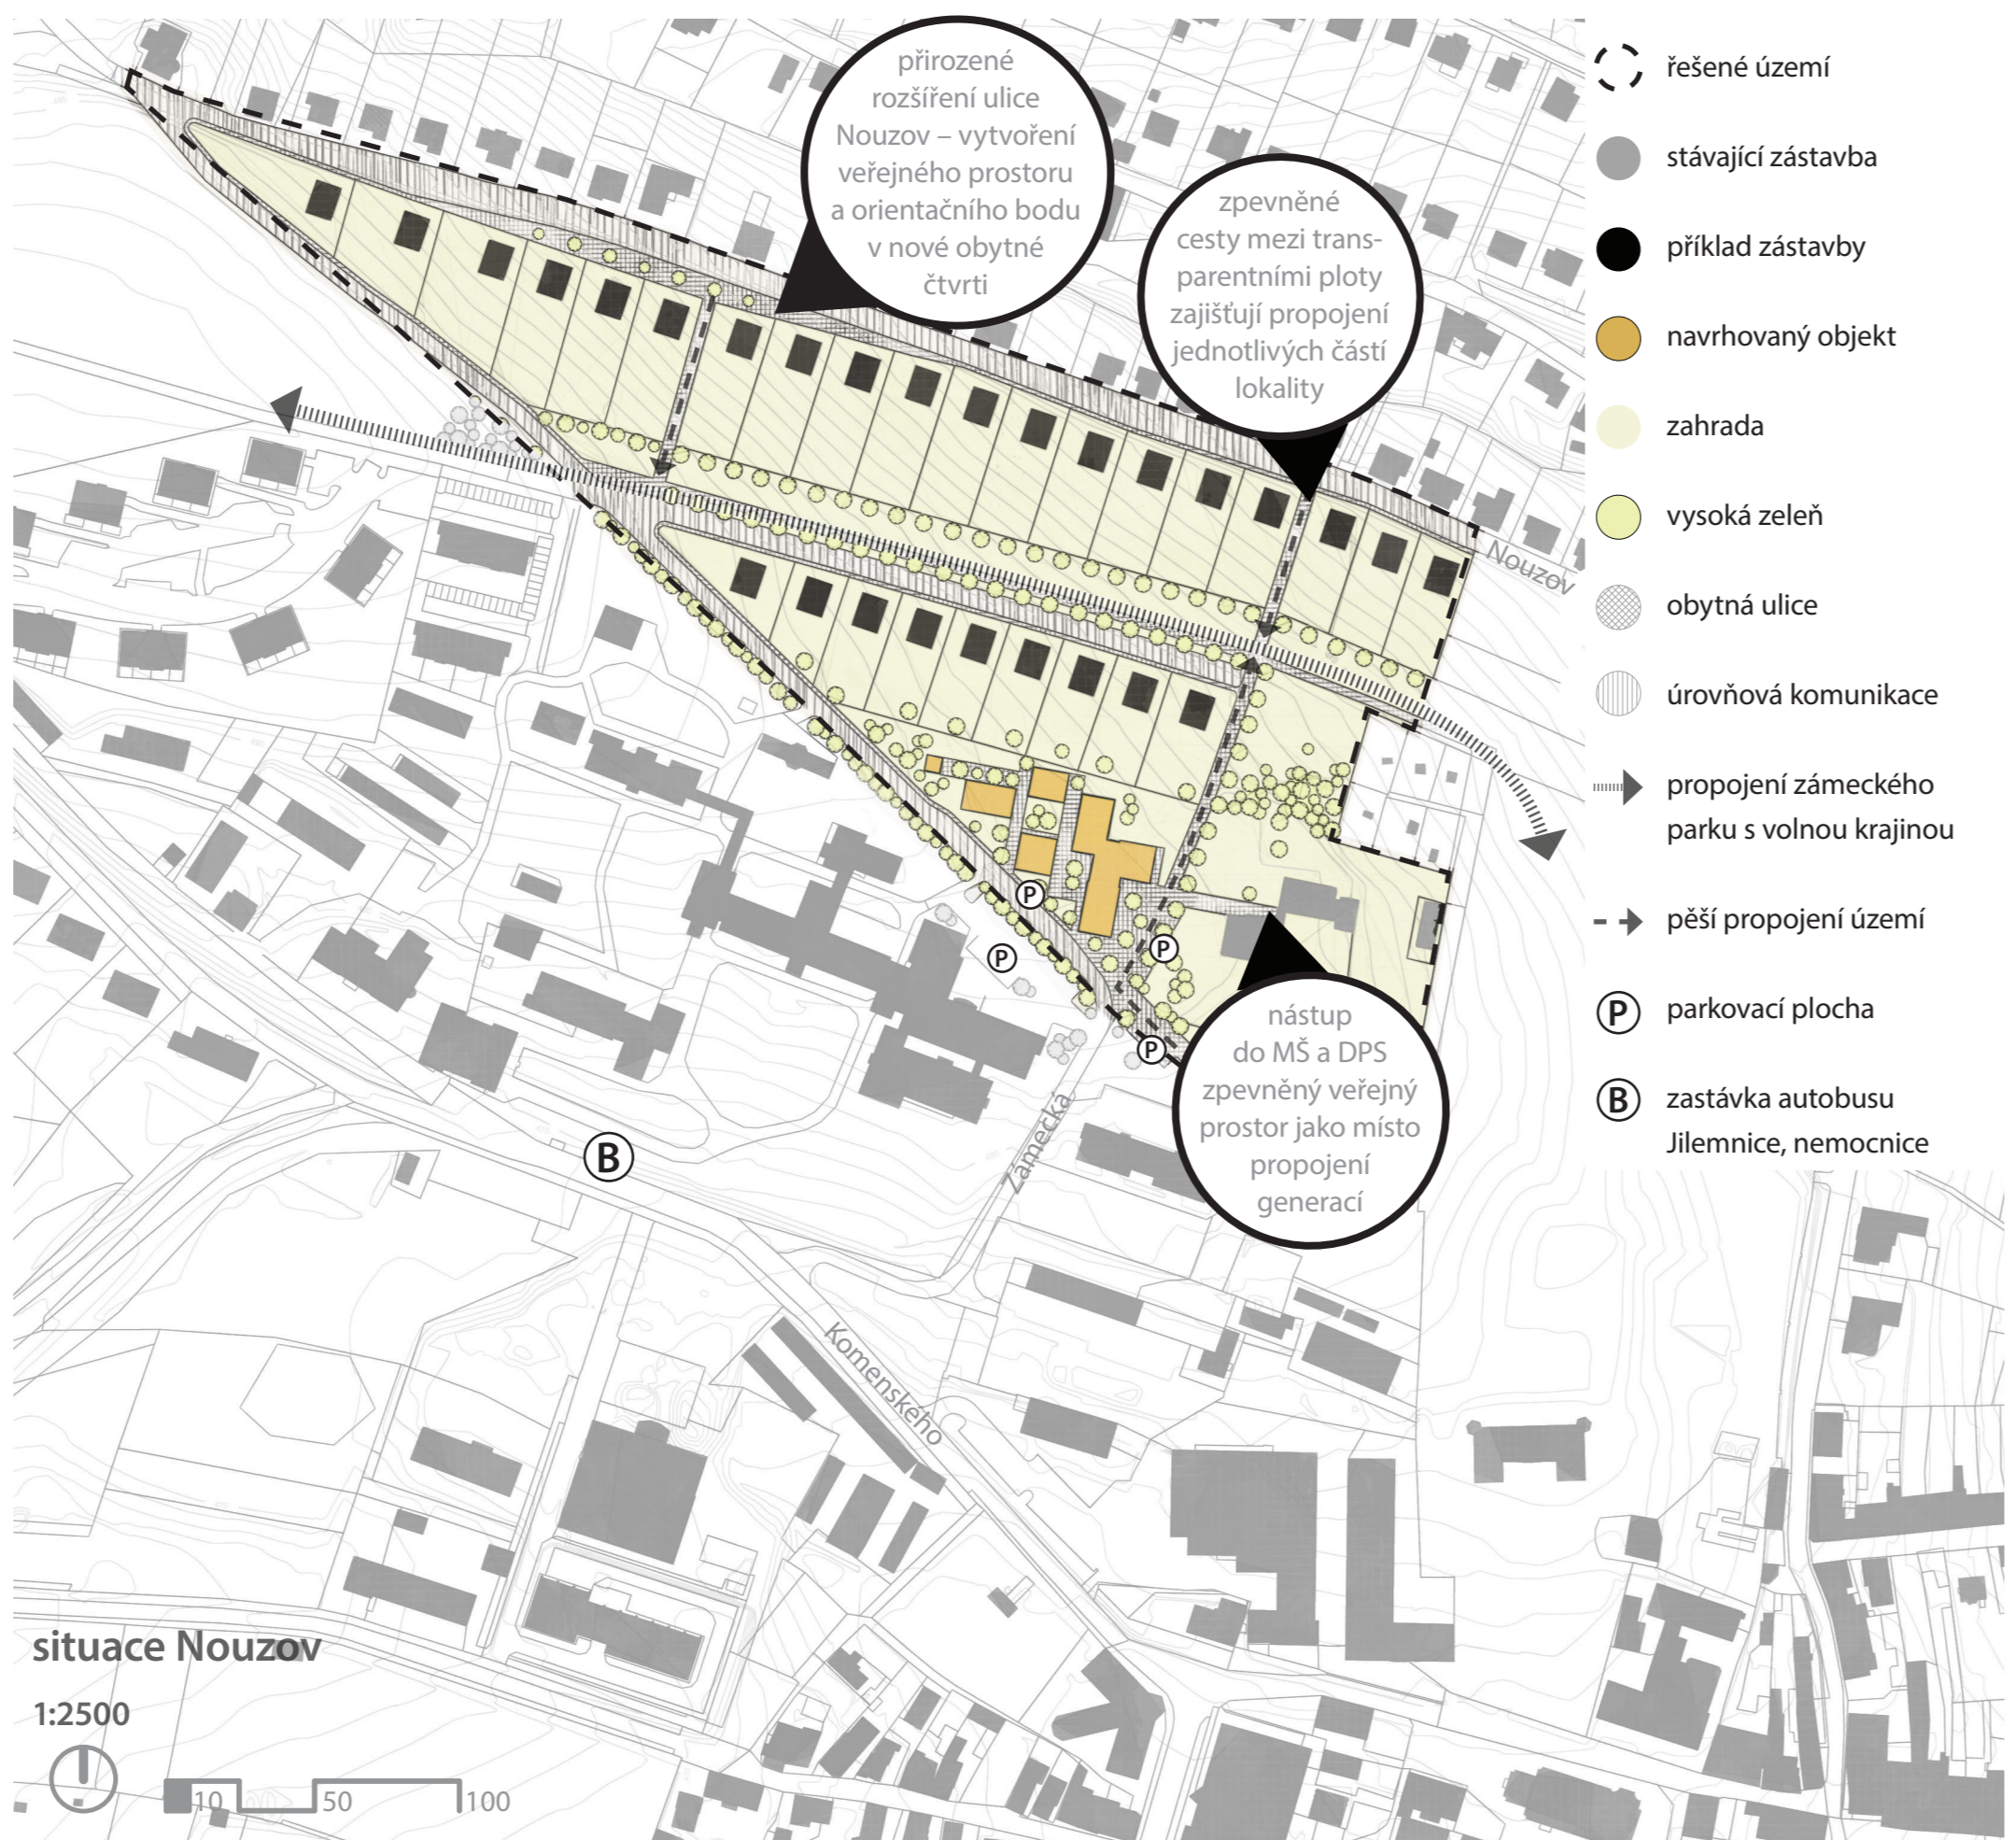 přirozené
rozšíření ulice
Nouzov – vytvoření
veřejného prostoru
a orientačního bodu
v nové obytné
čtvrti
zpevněné
cesty mezi trans-
parentními ploty
zajišťují propojení
jednotlivých částí
lokality
nástup
do MŠ a DPS
zpevněný veřejný
prostor jako místo
propojení
generací
Nouzov
Zámecká
Komenského
P
P
P
P
B
řešené území
stávající zástavba
příklad zástavby
navrhovaný objekt
zahrada
vysoká zeleň
obytná ulice
úrovňová komunikace
propojení zámeckého
parku s volnou krajinou
pěší propojení území
P parkovací plocha
B zastávka autobusu
Jilemnice, nemocnice
situace Nouzov
1:2500
10 50 100